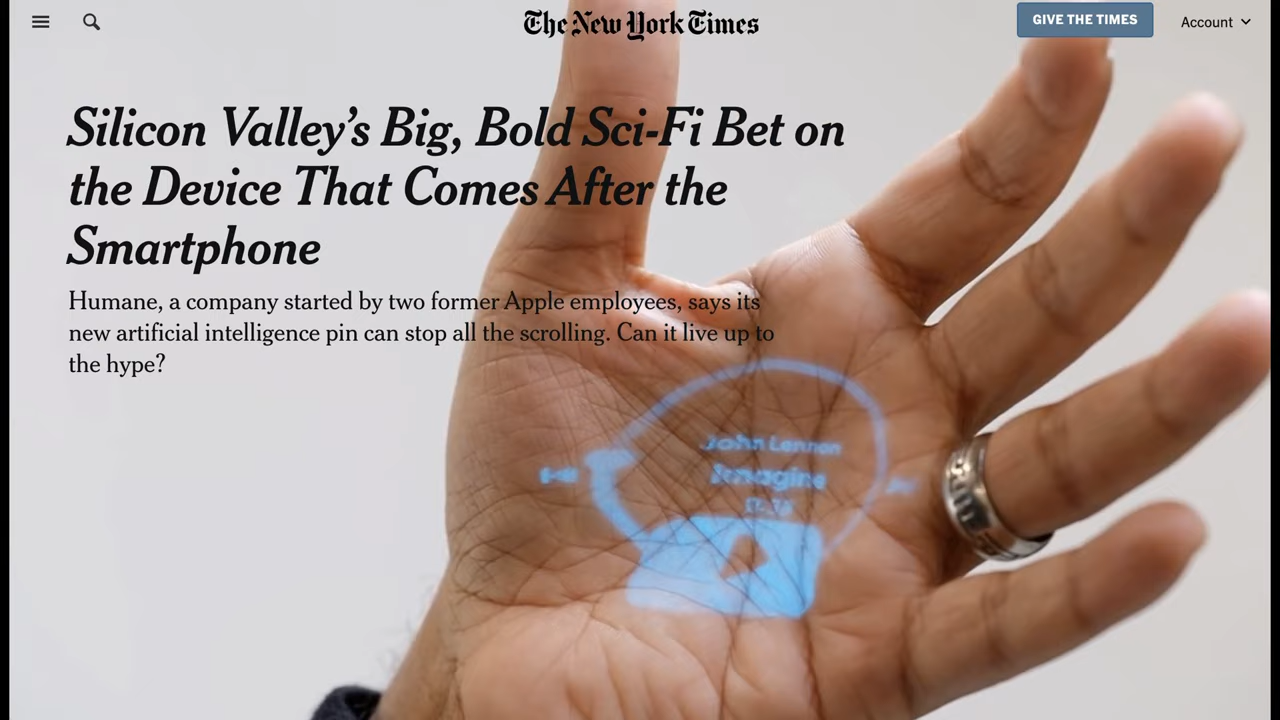 The New York Times
GIVE THE TIMES
Account
Silicon Valley’s Big, Bold Sci-Fi Bet on
the Device That Comes After the
Smartphone
Humane, a company started by two former Apple employees, says its
new artificial intelligence pin can stop all the scrolling. Can it live up to
the hype?
John Lennon
Imagine